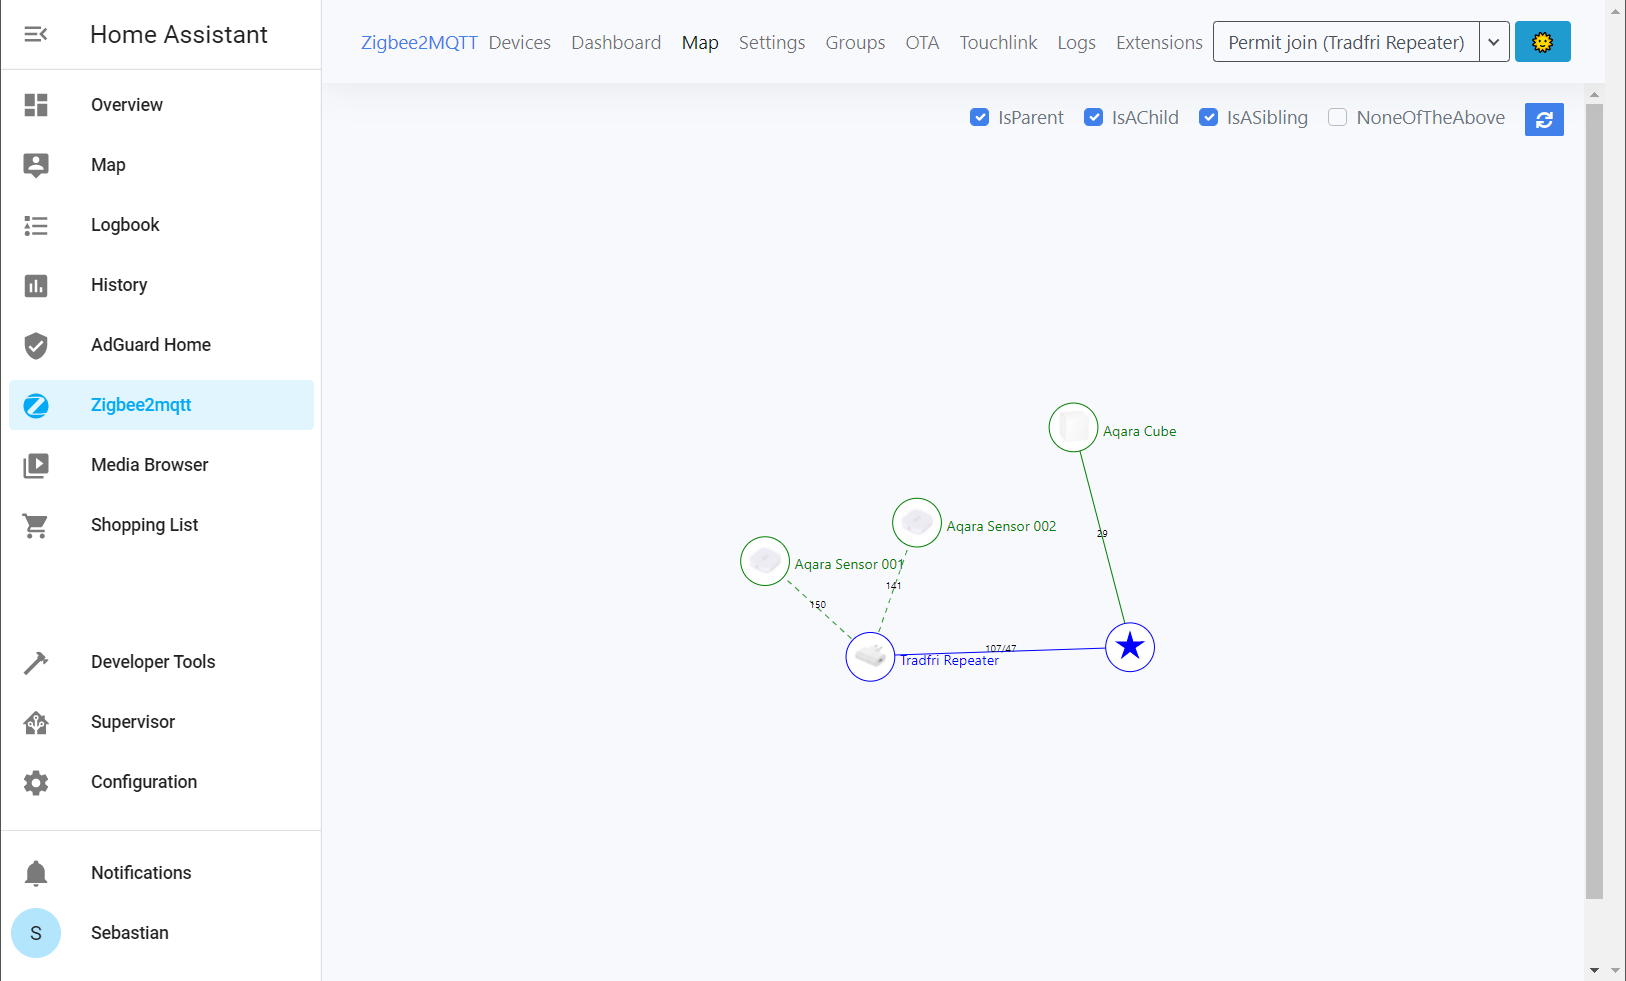 Home Assistant
Overview
Map
Logbook
History
AdGuard Home
Zigbee2mqtt
Media Browser
Shopping List
Developer Tools
Supervisor
Configuration
Notifications
S Sebastian
Zigbee2MQTT Devices Dashboard Map Settings Groups OTA Touchlink Logs Extensions Permit join (Tradfri Repeater)
IsParent IsAChild IsASibling NoneOfTheAbove
Aqara Cube
Aqara Sensor 002
29
Aqara Sensor 001
141
150
107/47
Tradfri Repeater